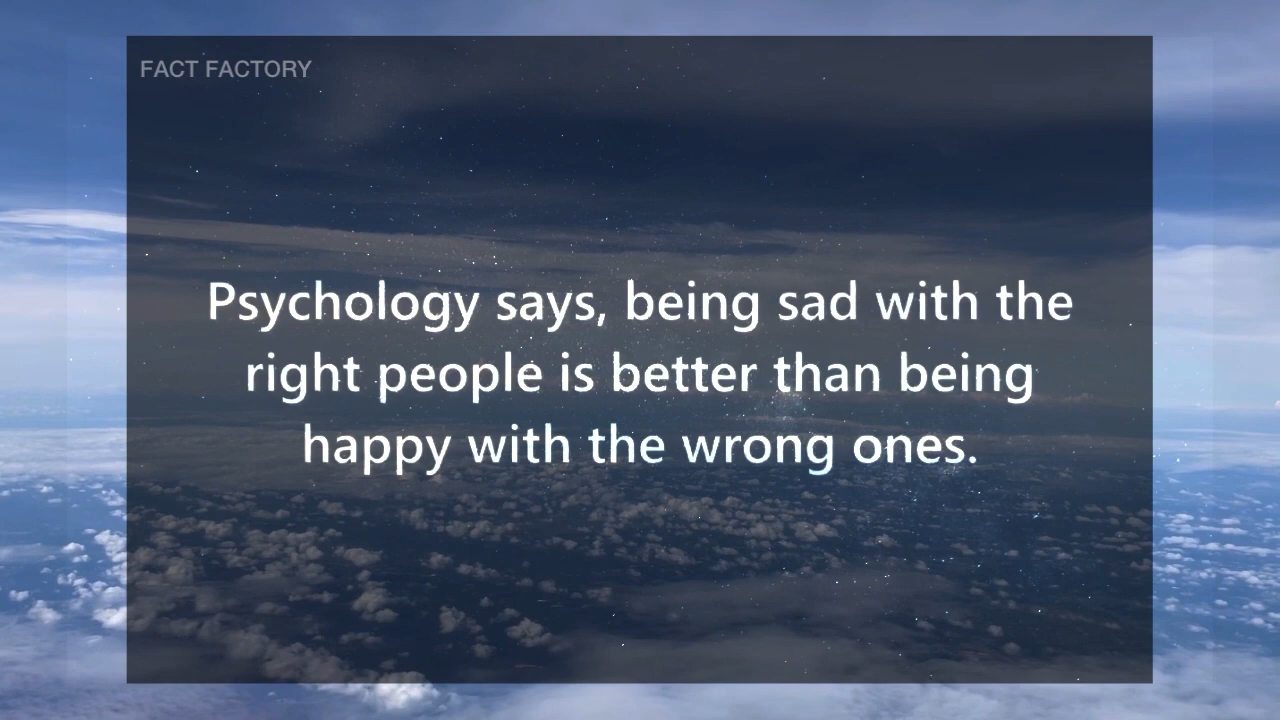 FACT FACTORY
Psychology says, being sad with the
right people is better than being
happy with the wrong ones.